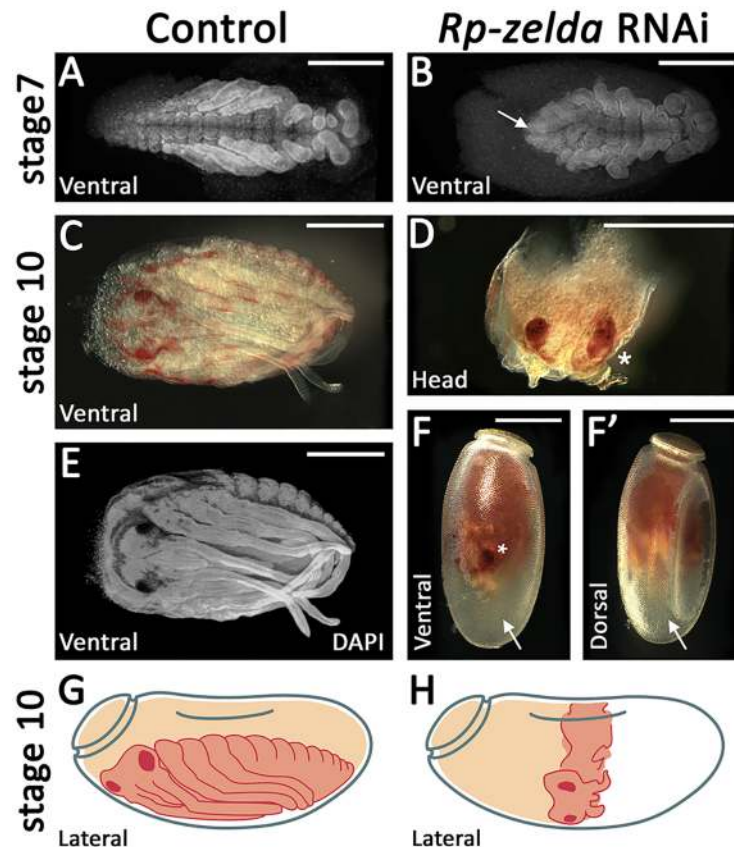 Control
Rp-zelda RNAi
stage7
A
Ventral
B
Ventral
stage 10
C
Ventral
D
*
Head
E
Ventral
DAPI
F
*
Ventral
F'
Dorsal
stage 10
G
Lateral
H
Lateral